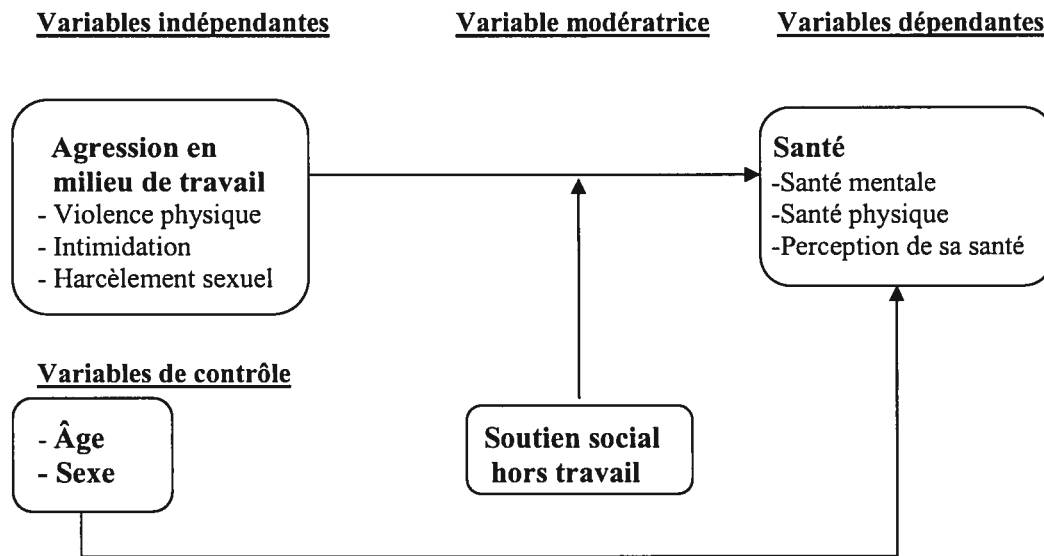 Variables indépendantes
Variable modératrice
Variables dépendantes
Agression en
milieu de travail
- Violence physique
- Intimidation
- Harcèlement sexuel
Santé
-Santé mentale
-Santé physique
-Perception de sa santé
Variables de contrôle
- Âge
- Sexe
Soutien social
hors travail